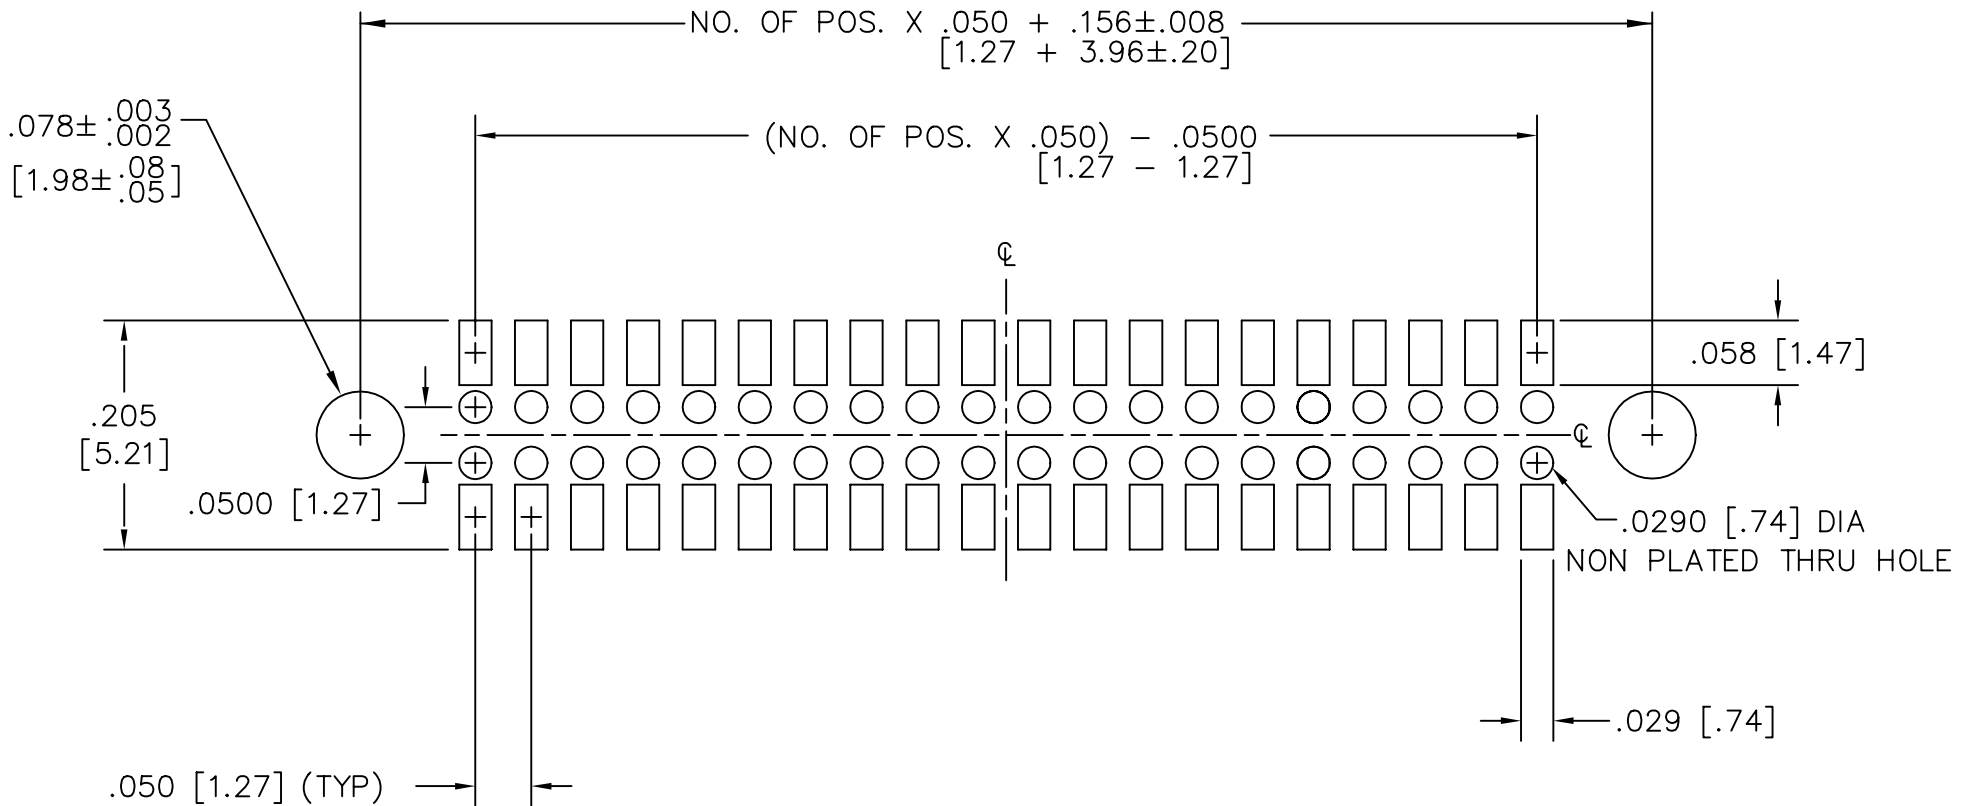 NO. OF POS. X .050 + .156±.008
[1.27 + 3.96±.20]
.078± .003
.002
[1.98± .08
.05]
(NO. OF POS. X .050) – .0500
[1.27 – 1.27]
℄
.058 [1.47]
.205
[5.21]
℄
.0500 [1.27]
.0290 [.74] DIA
NON PLATED THRU HOLE
.029 [.74]
.050 [1.27] (TYP)